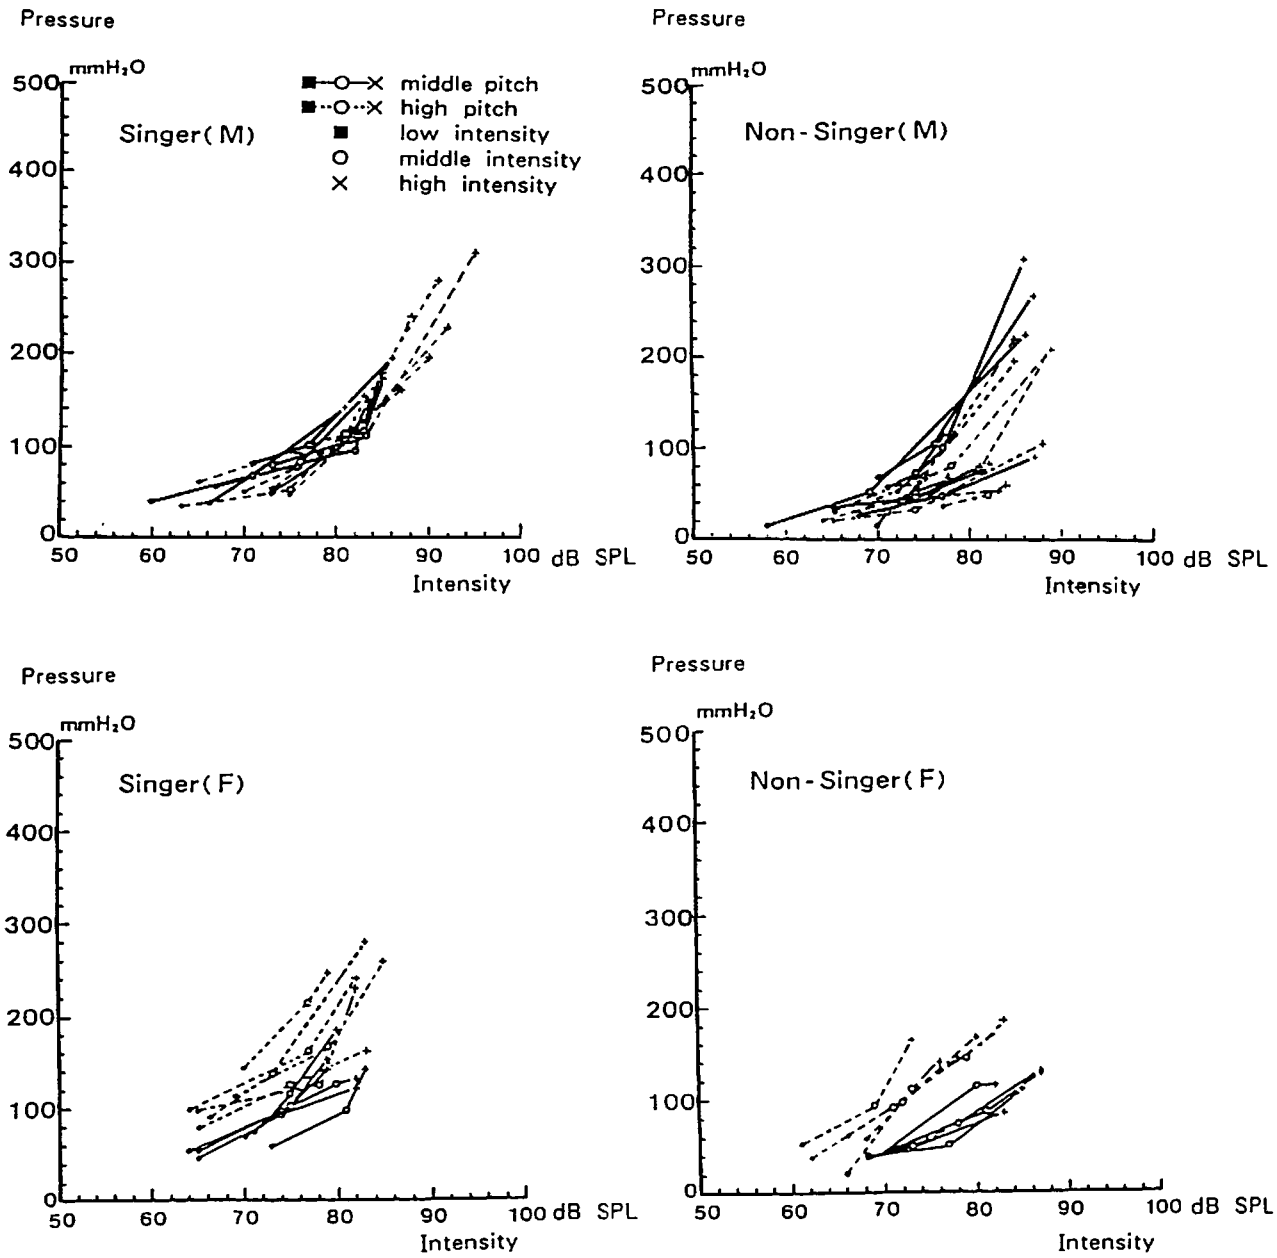 Pressure
mmH₂O
500
400
300
200
100
0
50 60 70 80 90 100 dB SPL
Intensity
Singer(M)
middle pitch
high pitch
low intensity
middle intensity
high intensity
Pressure
mmH₂O
500
400
300
200
100
0
50 60 70 80 90 100 dB SPL
Intensity
Non-Singer(M)
Pressure
mmH₂O
500
400
300
200
100
0
50 60 70 80 90 100 dB SPL
Intensity
Singer(F)
Pressure
mmH₂O
500
400
300
200
100
0
50 60 70 80 90 100 dB SPL
Intensity
Non-Singer(F)